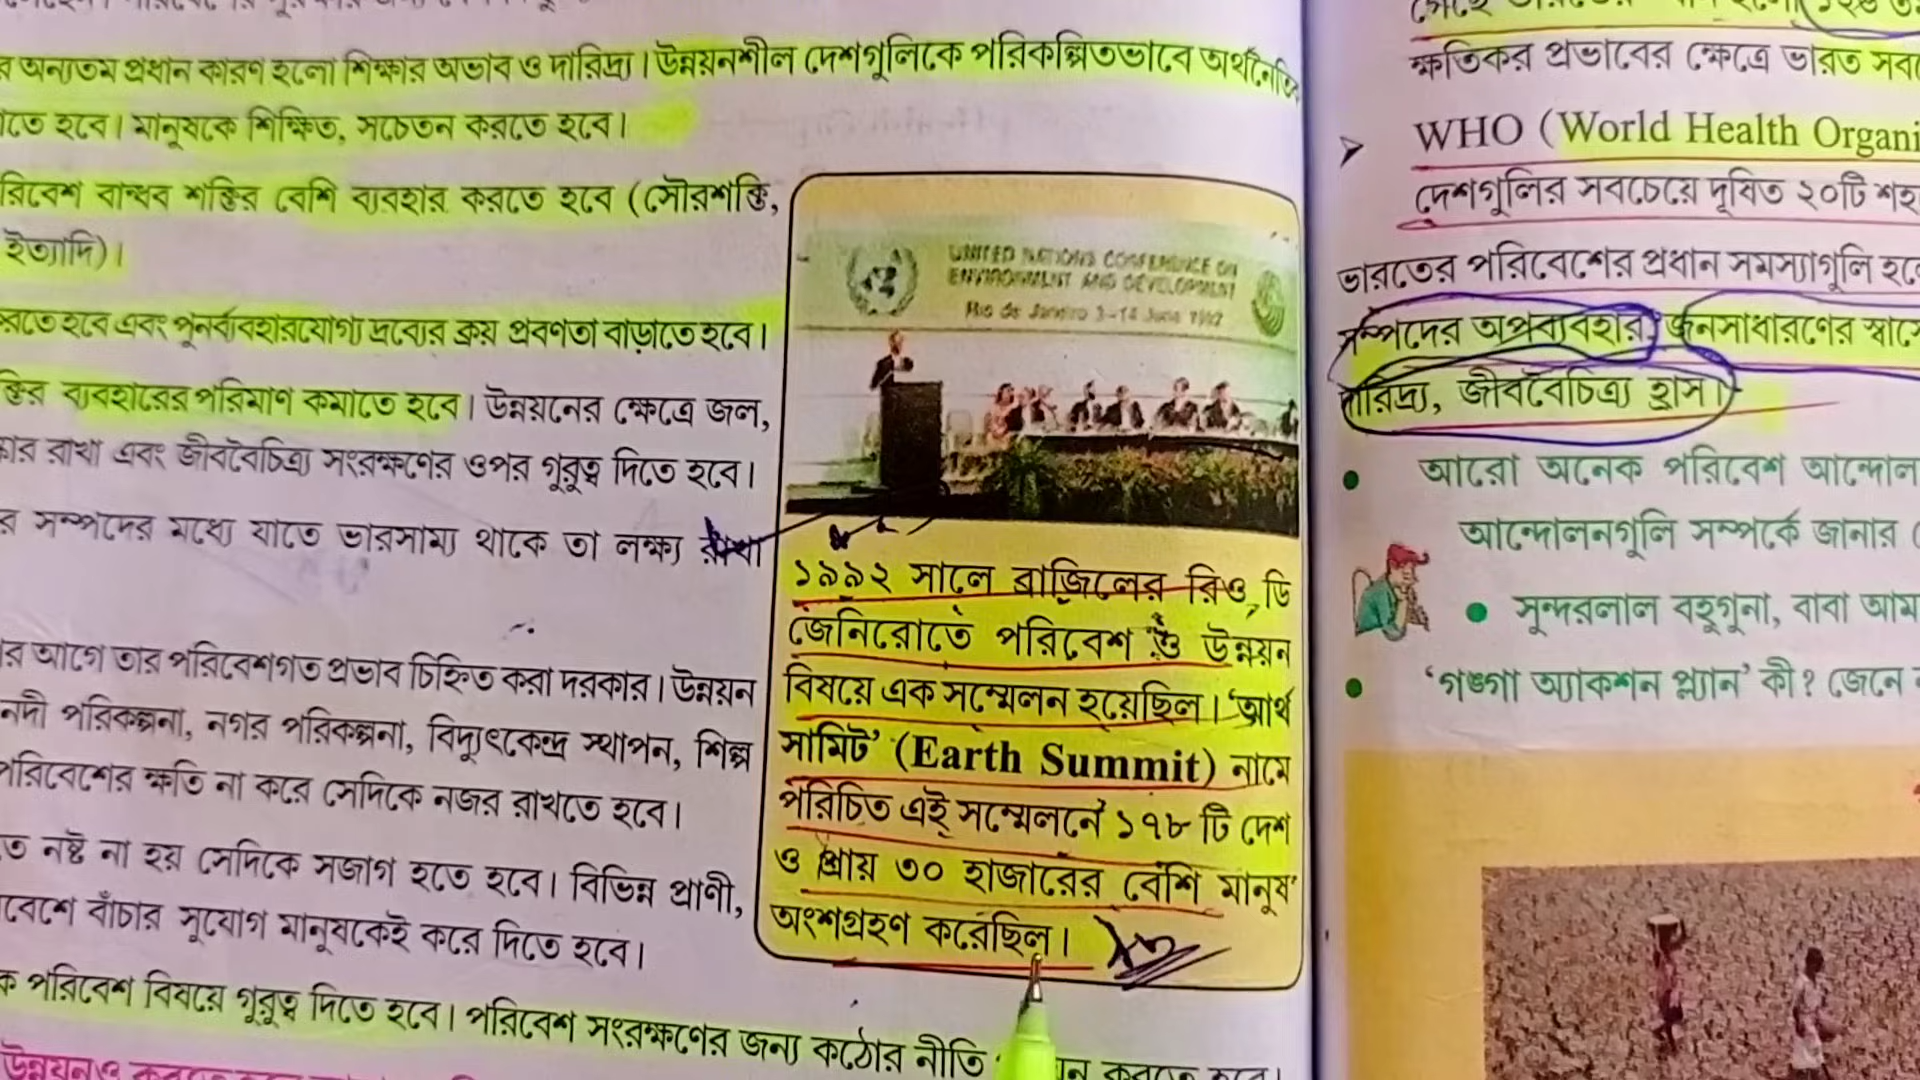 র অন্যতম প্রধান কারণ হলো শিক্ষার অভাব ও দারিদ্র্য। উন্নয়নশীল দেশগুলিকে পরিকল্পিতভাবে
তে হবে। মানুষকে শিক্ষিত, সচেতন করতে হবে।
রিবেশ বান্ধব শক্তির বেশি ব্যবহার করতে হবে (সৌরশক্তি,
ইত্যাদি)।
রতে হবে এবং পুনর্ব্যবহারযোগ্য দ্রব্যের ক্রয় প্রবণতা বাড়াতে হবে।
ক্তির ব্যবহারের পরিমাণ কমাতে হবে। উন্নয়নের ক্ষেত্রে জল,
রাখা এবং জীববৈচিত্র্য সংরক্ষণের ওপর গুরুত্ব দিতে হবে।
র সম্পদের মধ্যে যাতে ভারসাম্য থাকে তা লক্ষ্য রাখা
র আগে তার পরিবেশগত প্রভাব চিহ্নিত করা দরকার। উন্নয়ন
নদী পরিকল্পনা, নগর পরিকল্পনা, বিদ্যুৎকেন্দ্র স্থাপন, শিল্প
পরিবেশের ক্ষতি না করে সেদিকে নজর রাখতে হবে।
ত নষ্ট না হয় সেদিকে সজাগ হতে হবে। বিভিন্ন প্রাণী,
বেশে বাঁচার সুযোগ মানুষকেই করে দিতে হবে।
ক পরিবেশ বিষয়ে গুরুত্ব দিতে হবে। পরিবেশ সংরক্ষণের জন্য কঠোর নীতি
UNITED NATIONS CONFERENCE ON
ENVIRONMENT AND DEVELOPMENT
Rio de Janeiro 3-14 June 1992
১৯৯২ সালে ব্রাজিলের রিও ডি
জেনিরোতে পরিবেশ ও উন্নয়ন
বিষয়ে এক সম্মেলন হয়েছিল। ‘আর্থ
সামিট’ (Earth Summit) নামে
পরিচিত এই সম্মেলনে ১৭৮ টি দেশ
ও প্রায় ৩০ হাজারের বেশি মানুষ
অংশগ্রহণ করেছিল।
ক্ষতিকর প্রভাবের ক্ষেত্রে ভারত সব
WHO (World Health Organi
দেশগুলির সবচেয়ে দূষিত ২০টি শহ
ভারতের পরিবেশের প্রধান সমস্যাগুলি হ
সম্পদের অপব্যবহার, জনসাধারণের স্বা
দারিদ্র্য, জীববৈচিত্র্য হ্রাস।
আরো অনেক পরিবেশ আন্দোল
আন্দোলনগুলি সম্পর্কে জানার
সুন্দরলাল বহুগুনা, বাবা আম
‘গঙ্গা অ্যাকশন প্ল্যান’ কী? জেনে